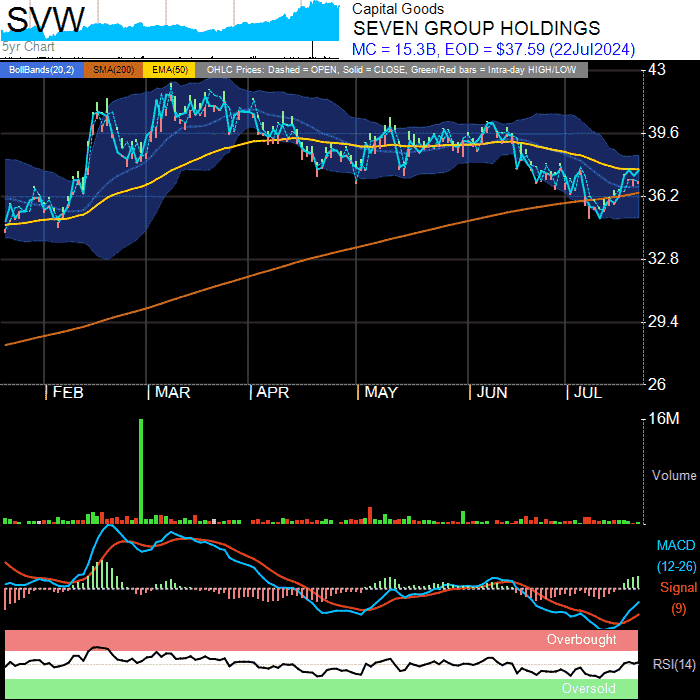 SVW
5yr Chart
Capital Goods
SEVEN GROUP HOLDINGS
MC = 15.3B, EOD = $37.59 (22Jul2024)
BollBands(20,2) SMA(200) EMA(50) OHLC Prices: Dashed = OPEN, Solid = CLOSE, Green/Red bars = Intra-day HIGH/LOW
43
39.6
36.2
32.8
29.4
26
FEB MAR APR MAY JUN JUL
16M
Volume
MACD
(12-26)
Signal
(9)
Overbought
RSI(14)
Oversold